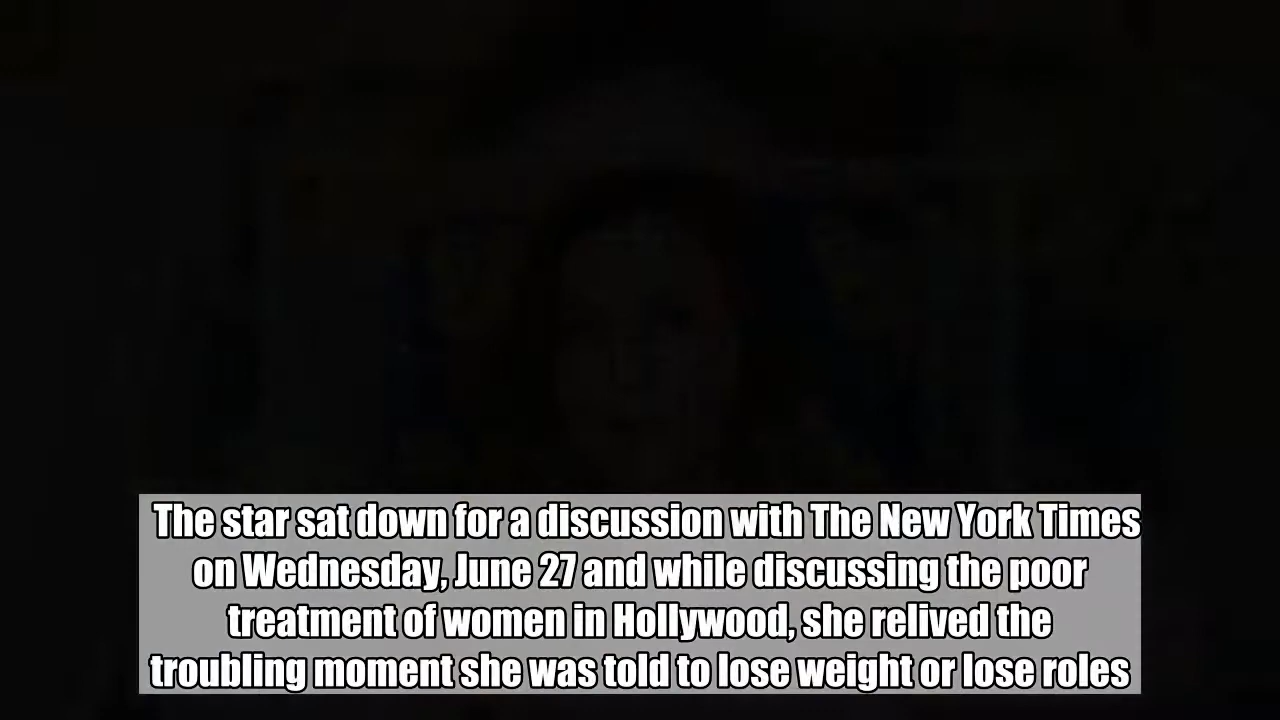 The star sat down for a discussion with The New York Times
on Wednesday, June 27 and while discussing the poor
treatment of women in Hollywood, she relived the
troubling moment she was told to lose weight or lose roles